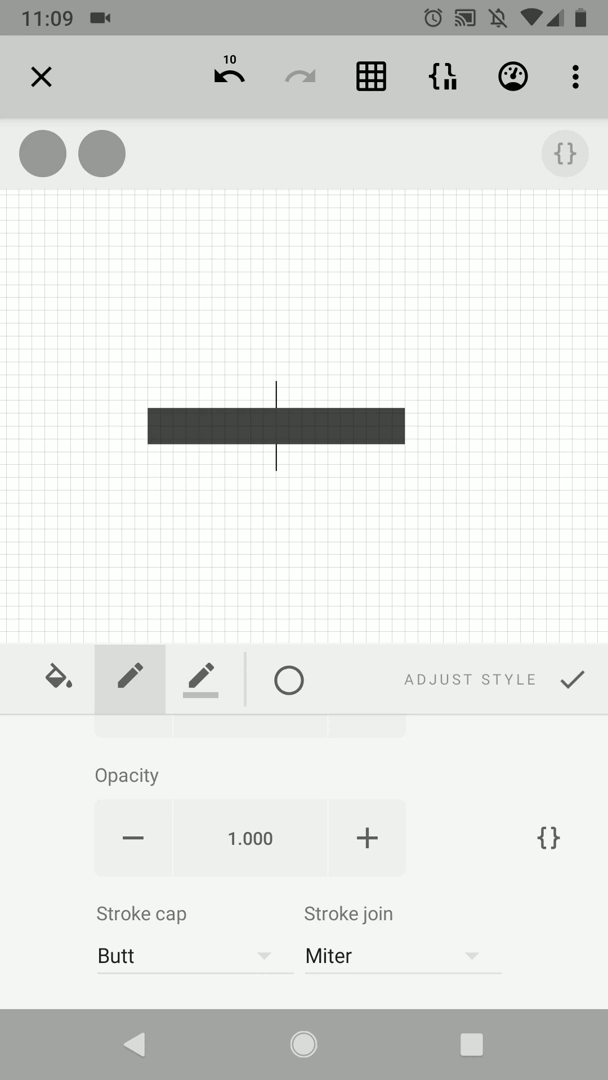 11:09
10
ADJUST STYLE
Opacity
1.000
Stroke cap Stroke join
Butt Miter